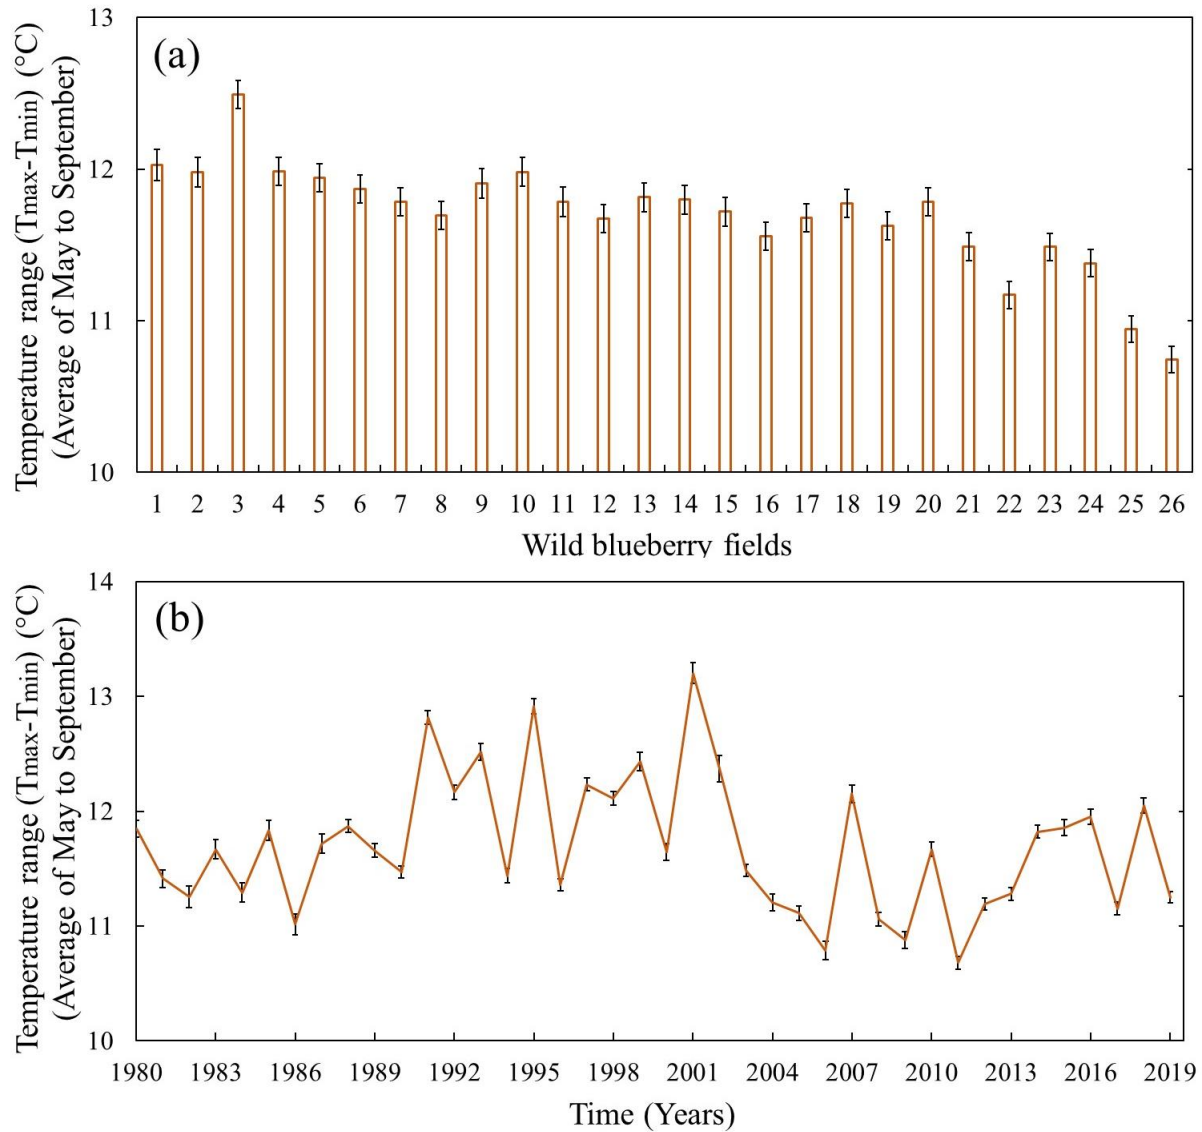 Temperature range (Tmax-Tmin) (°C)
(Average of May to September)
(a)
13
12
11
10
1 2 3 4 5 6 7 8 9 10 11 12 13 14 15 16 17 18 19 20 21 22 23 24 25 26
Wild blueberry fields
Temperature range (Tmax-Tmin) (°C)
(Average of May to September)
(b)
14
13
12
11
10
1980 1983 1986 1989 1992 1995 1998 2001 2004 2007 2010 2013 2016 2019
Time (Years)